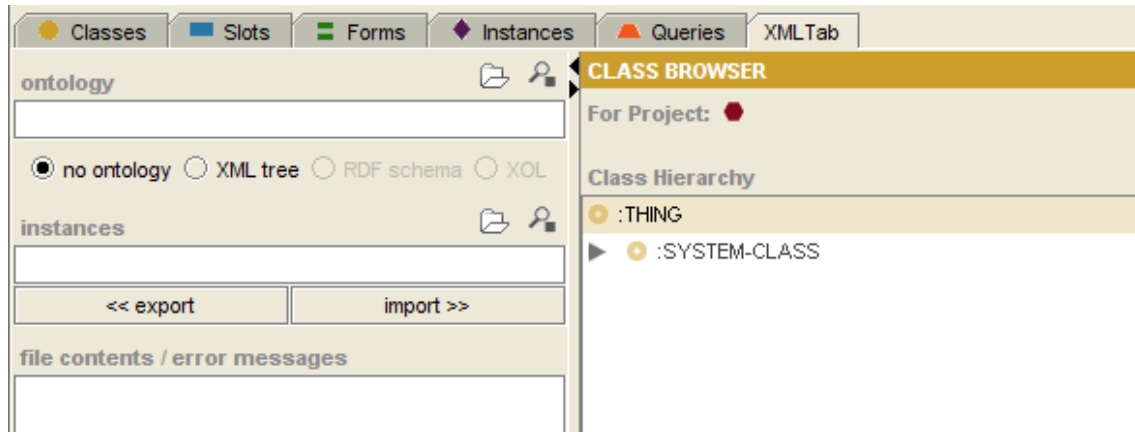 Classes Slots Forms Instances Queries XMLTab
ontology
no ontology XML tree RDF schema XOL
instances
<< export import >>
file contents / error messages
CLASS BROWSER
For Project:
Class Hierarchy
:THING
:SYSTEM-CLASS